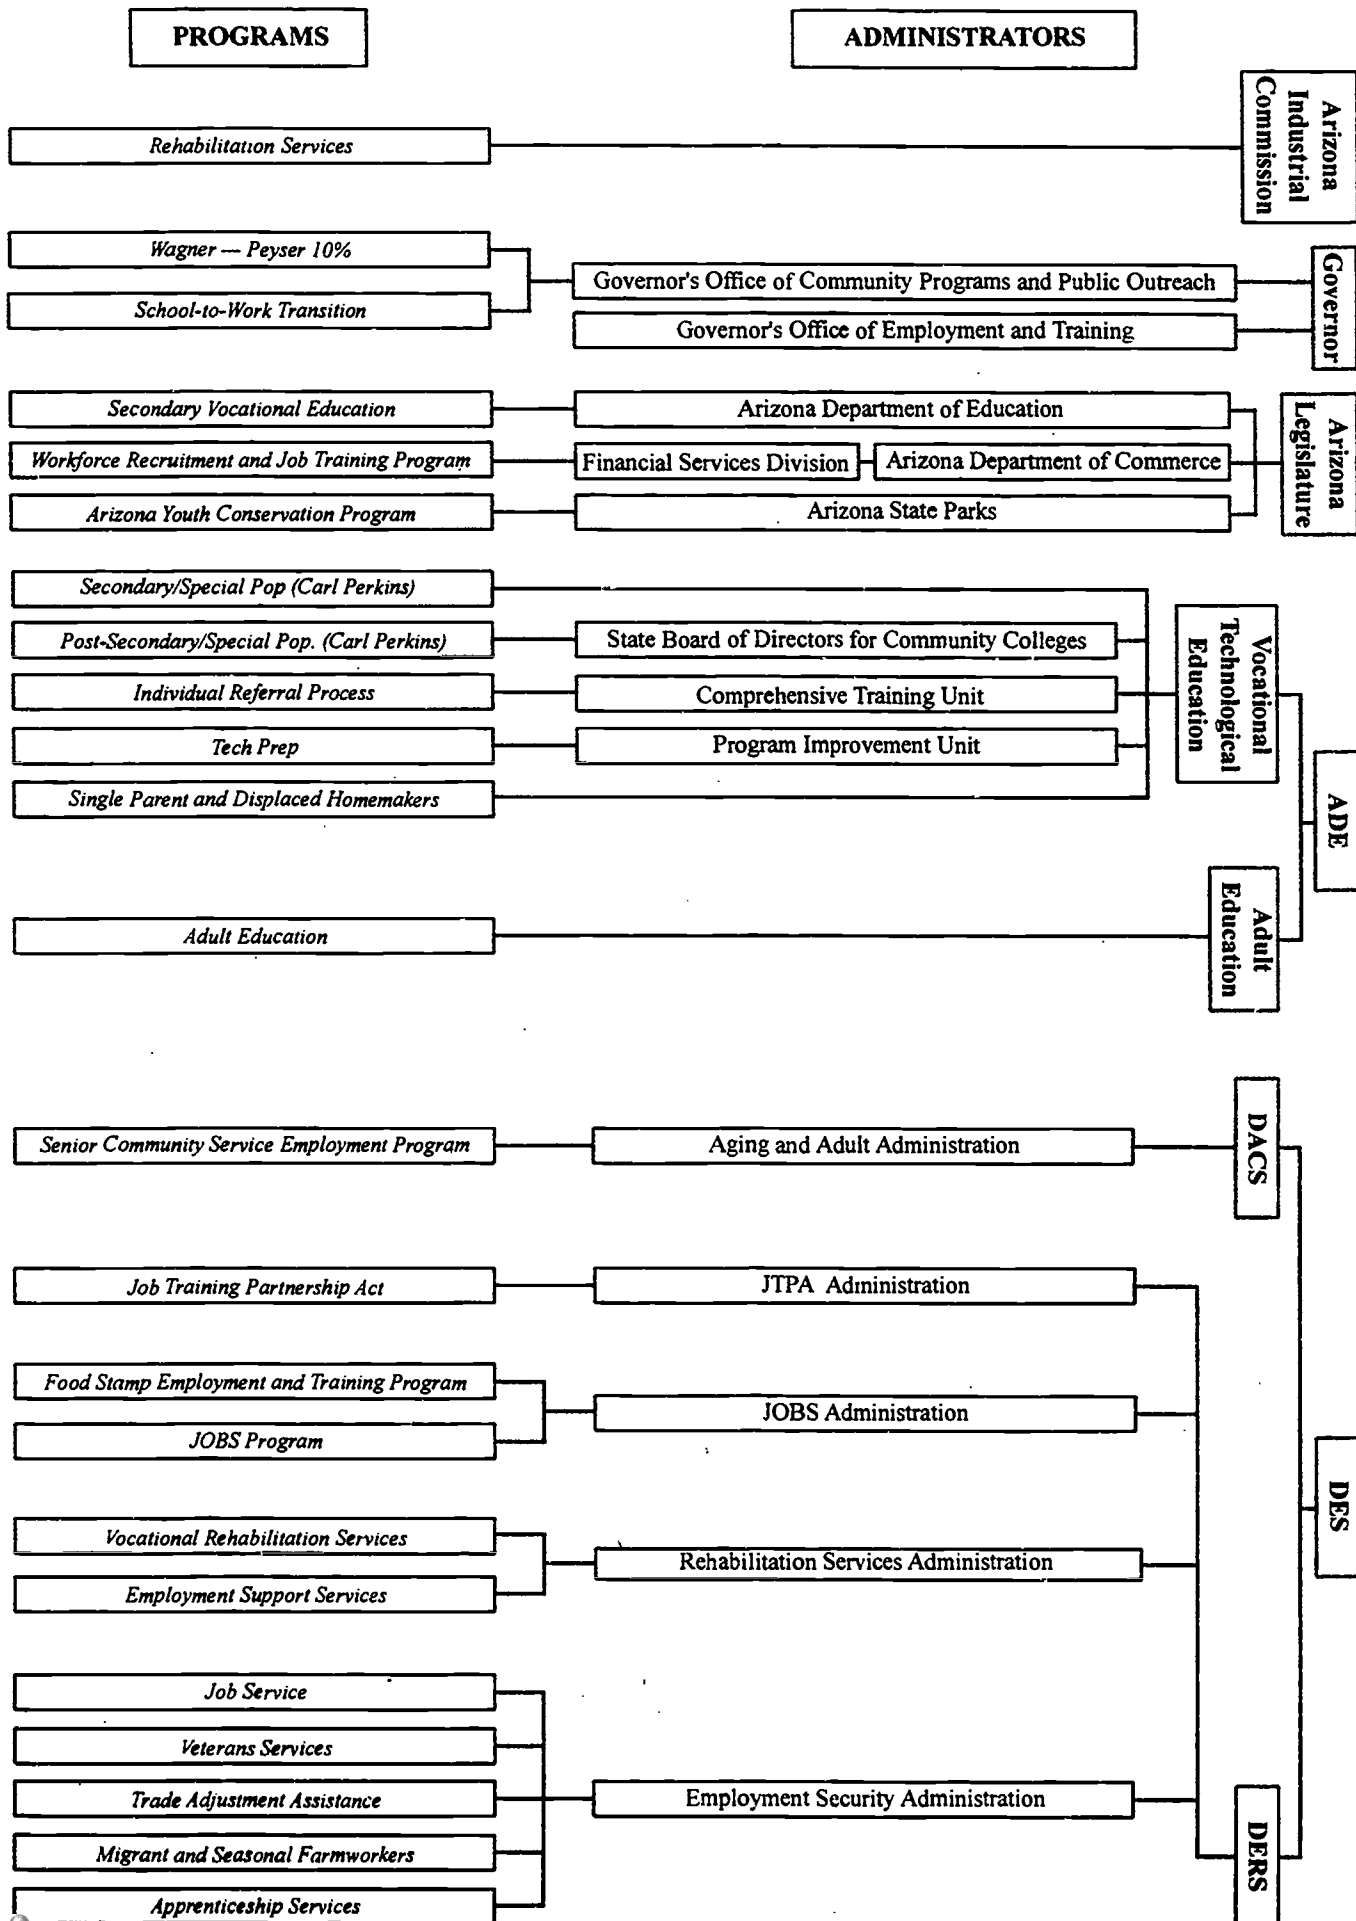 PROGRAMS
ADMINISTRATORS
Arizona
Industrial
Commission
Rehabilitation Services
Wagner — Peyser 10%
School-to-Work Transition
Governor's Office of Community Programs and Public Outreach
Governor's Office of Employment and Training
Governor
Secondary Vocational Education
Arizona Department of Education
Workforce Recruitment and Job Training Program
Financial Services Division
Arizona Department of Commerce
Arizona Youth Conservation Program
Arizona State Parks
Arizona
Legislature
Secondary/Special Pop (Carl Perkins)
Post-Secondary/Special Pop. (Carl Perkins)
State Board of Directors for Community Colleges
Individual Referral Process
Comprehensive Training Unit
Tech Prep
Program Improvement Unit
Single Parent and Displaced Homemakers
Vocational
Technological
Education
ADE
Adult Education
Adult
Education
Senior Community Service Employment Program
Aging and Adult Administration
DACS
Job Training Partnership Act
JTPA Administration
Food Stamp Employment and Training Program
JOBS Program
JOBS Administration
DES
Vocational Rehabilitation Services
Employment Support Services
Rehabilitation Services Administration
Job Service
Veterans Services
Trade Adjustment Assistance
Migrant and Seasonal Farmworkers
Apprenticeship Services
Employment Security Administration
DERS